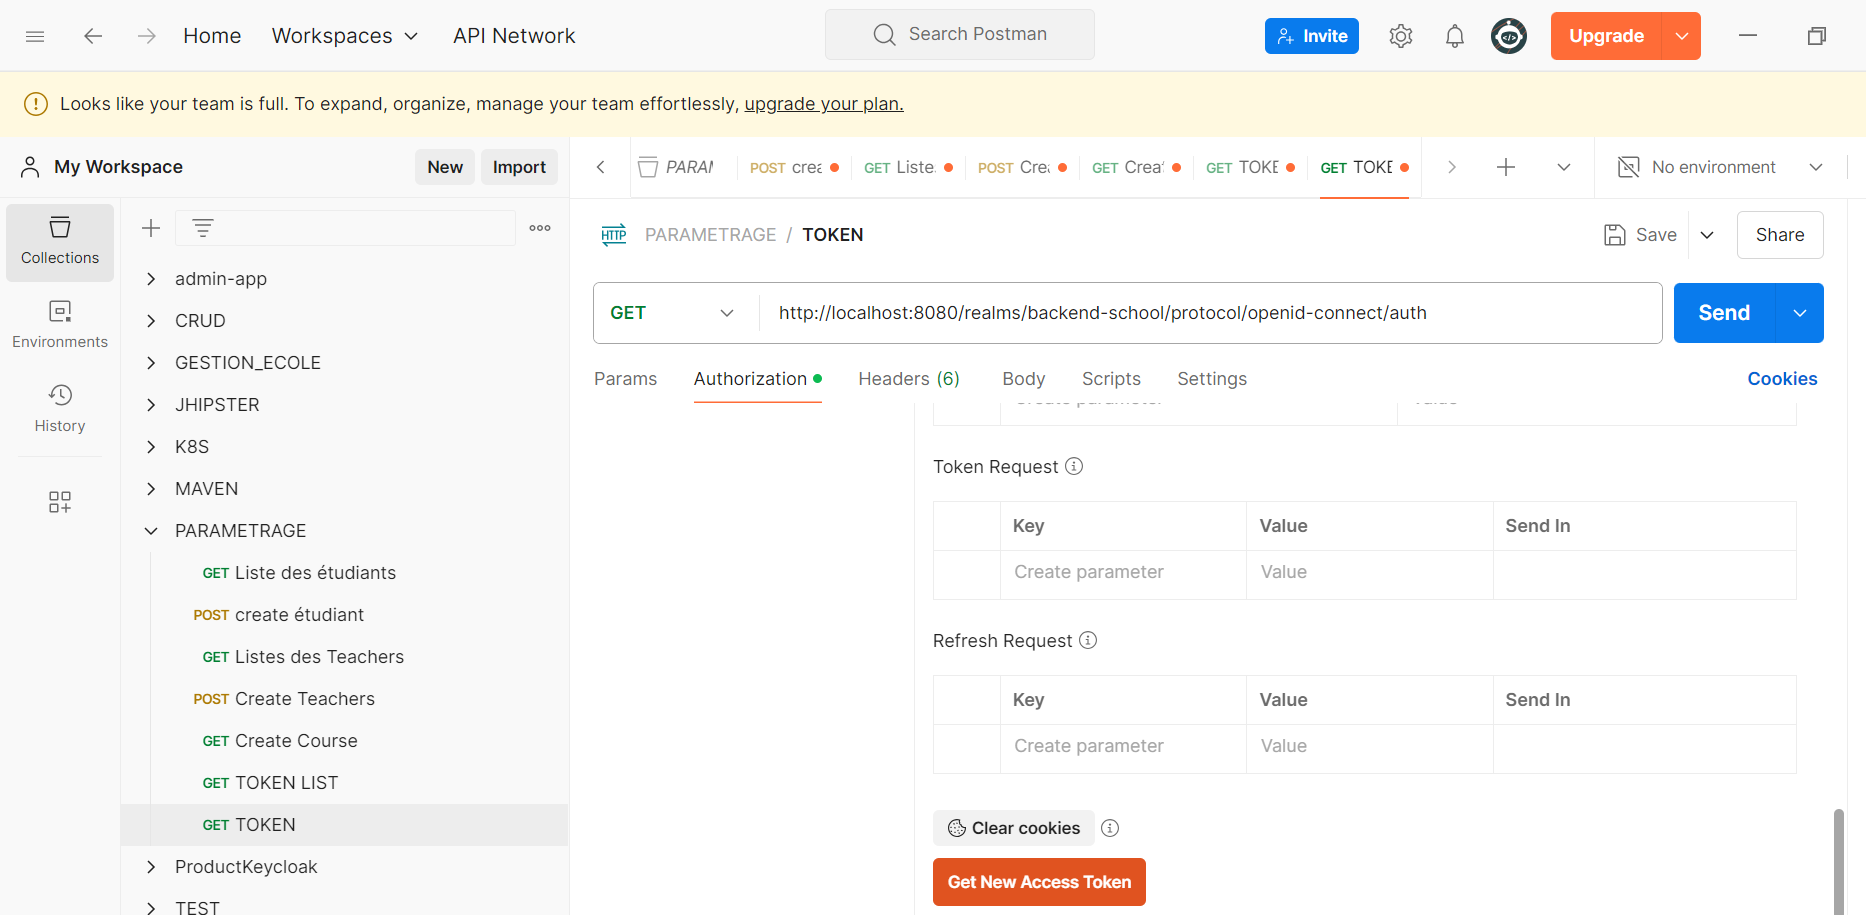 Home
Workspaces
API Network
Search Postman
Invite
Upgrade
Looks like your team is full. To expand, organize, manage your team effortlessly, upgrade your plan.
My Workspace
New
Import
PARAM
POST crea
GET Liste
POST Cre
GET Creat
GET TOKE
GET TOKE
No environment
Collections
Environments
History
admin-app
CRUD
GESTION_ECOLE
JHIPSTER
K8S
MAVEN
PARAMETRAGE
GET Liste des étudiants
POST create étudiant
GET Listes des Teachers
POST Create Teachers
GET Create Course
GET TOKEN LIST
GET TOKEN
ProductKeycloak
TEST
HTTP PARAMETRAGE / TOKEN
Save
Share
GET
http://localhost:8080/realms/backend-school/protocol/openid-connect/auth
Send
Params
Authorization
Headers (6)
Body
Scripts
Settings
Cookies
Create parameter Value
Token Request
Key Value Send In
Create parameter Value
Refresh Request
Key Value Send In
Create parameter Value
Clear cookies
Get New Access Token